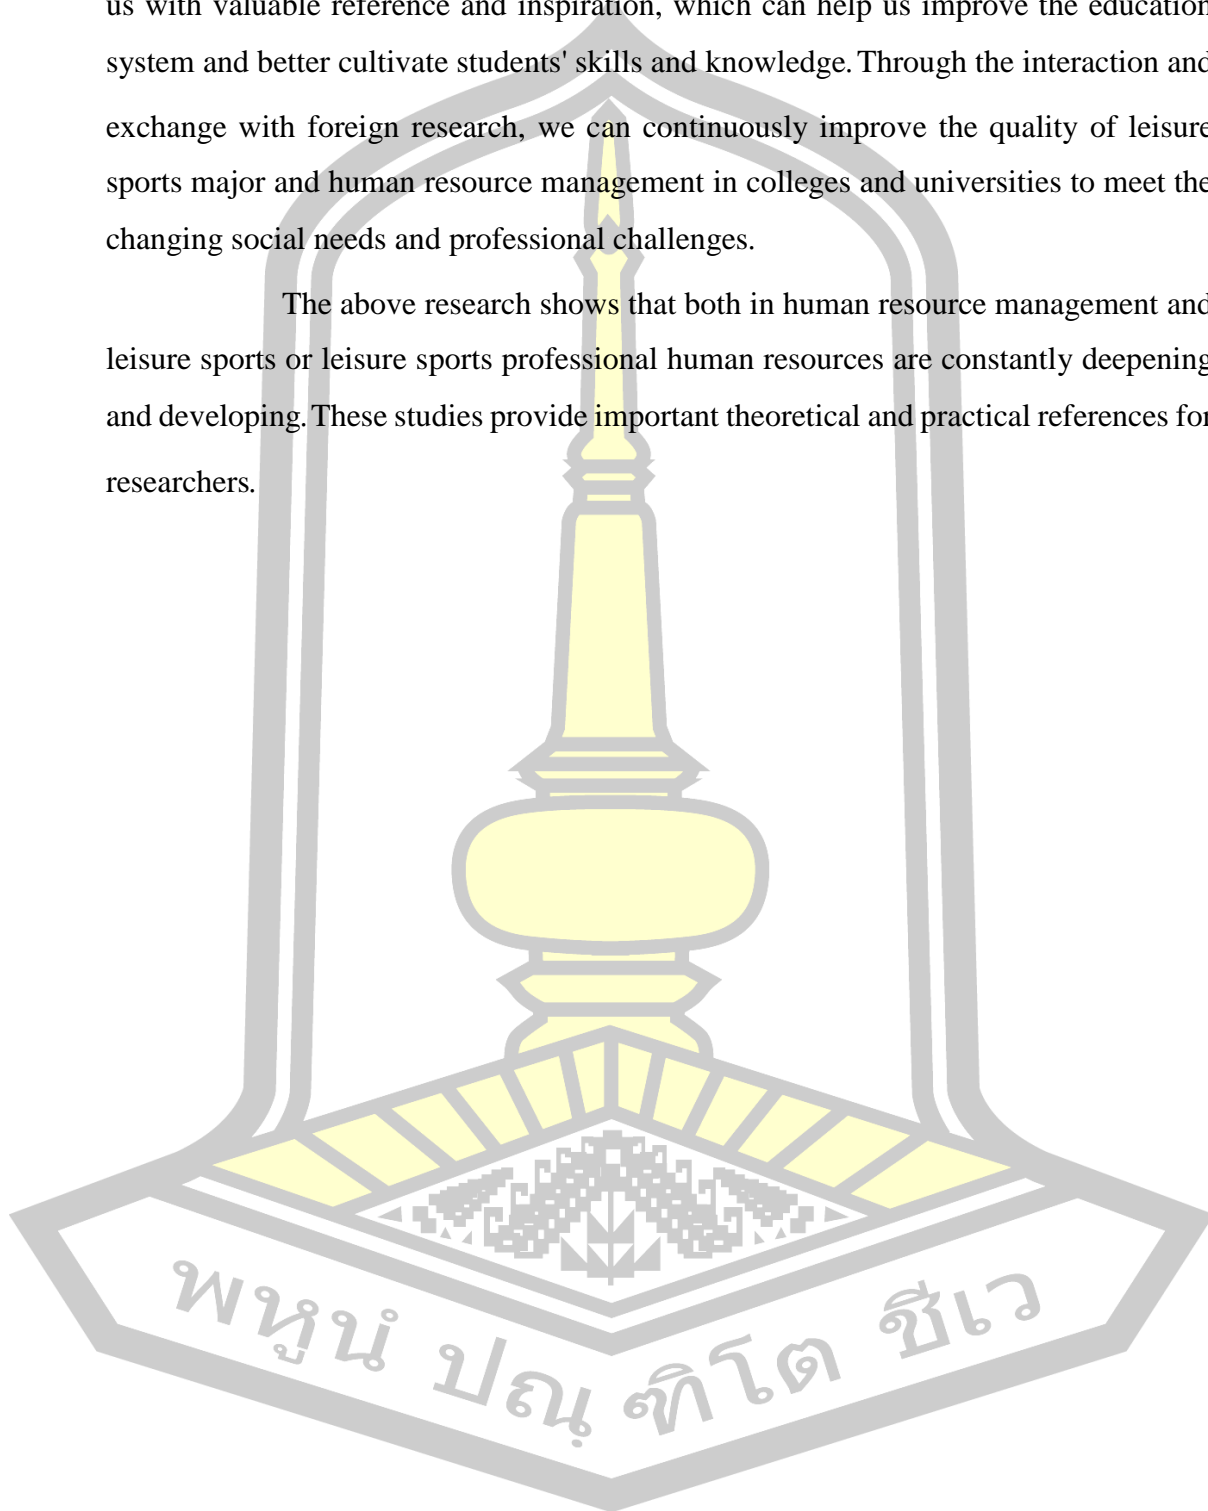 us with valuable reference and inspiration, which can help us improve the education
system and better cultivate students' skills and knowledge. Through the interaction and
exchange with foreign research, we can continuously improve the quality of leisure
sports major and human resource management in colleges and universities to meet the
changing social needs and professional challenges.
The above research shows that both in human resource management and
leisure sports or leisure sports professional human resources are constantly deepening
and developing. These studies provide important theoretical and practical references for
researchers.
พหูนํ ปณฺฑิโต ชีเว